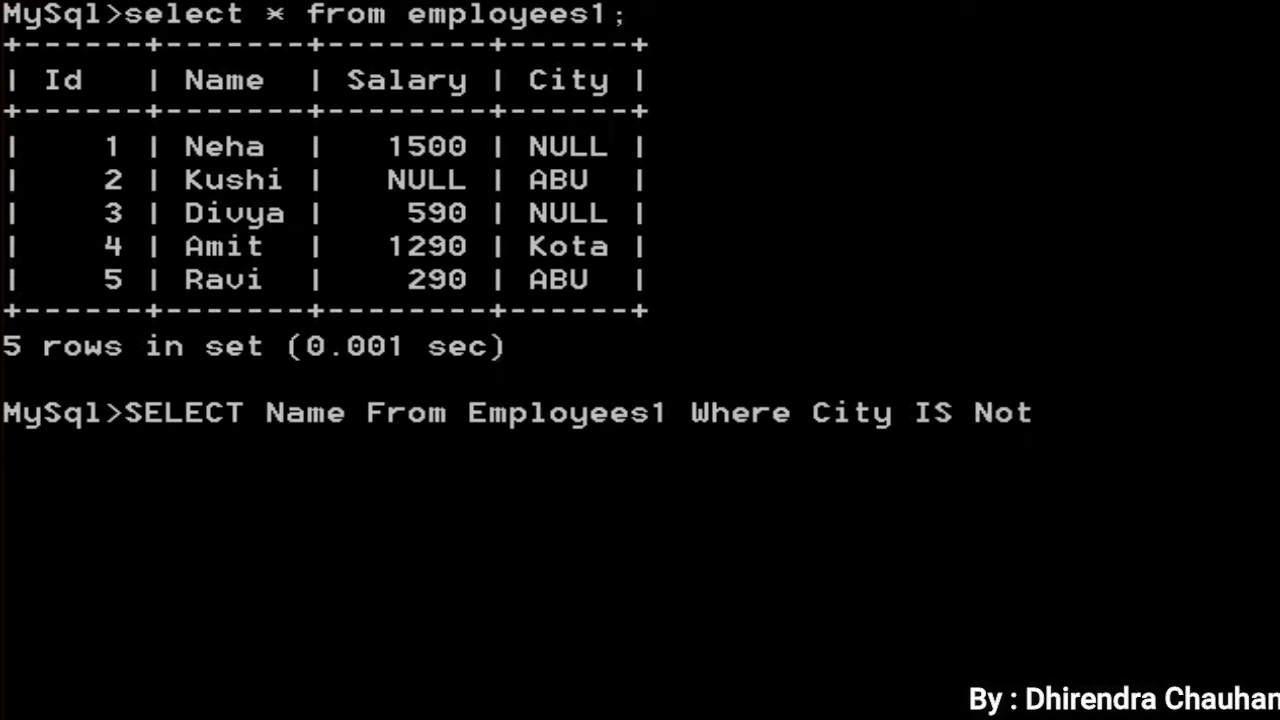 MySql>select * from employees1;
+------+-------+--------+------+
| Id | Name | Salary | City |
+------+-------+--------+------+
| 1 | Neha | 1500 | NULL |
| 2 | Kushi | NULL | ABU |
| 3 | Divya | 590 | NULL |
| 4 | Amit | 1290 | Kota |
| 5 | Ravi | 290 | ABU |
+------+-------+--------+------+
5 rows in set (0.001 sec)
MySql>SELECT Name From Employees1 Where City IS Not
By : Dhirendra Chauhan